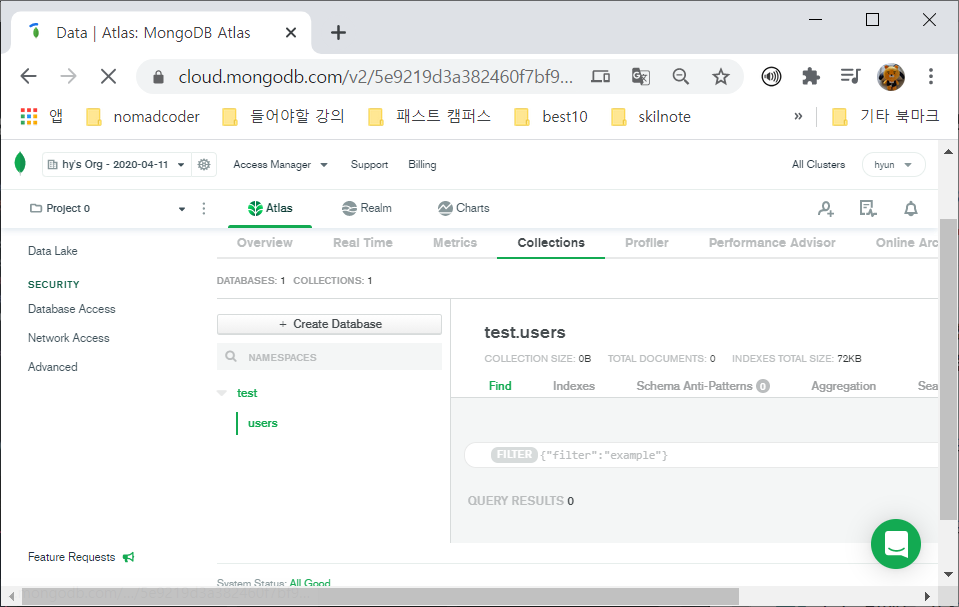 Data | Atlas: MongoDB Atlas
cloud.mongodb.com/v2/5e9219d3a382460f7bf9...
앱 nomadcoder 들어야할 강의 패스트 캠퍼스 best10 skilnote » 기타 북마크
hy's Org - 2020-04-11 Access Manager Support Billing All Clusters hyun
Project 0 Atlas Realm Charts
Overview Real Time Metrics Collections Profiler Performance Advisor Online Arc
Data Lake
SECURITY
Database Access
Network Access
Advanced
Feature Requests
DATABASES: 1 COLLECTIONS: 1
+ Create Database
NAMESPACES
test
users
test.users
COLLECTION SIZE: 0B TOTAL DOCUMENTS: 0 INDEXES TOTAL SIZE: 72KB
Find Indexes Schema Anti-Patterns 0 Aggregation Sea
FILTER {"filter":"example"}
QUERY RESULTS 0
System Status: All Good